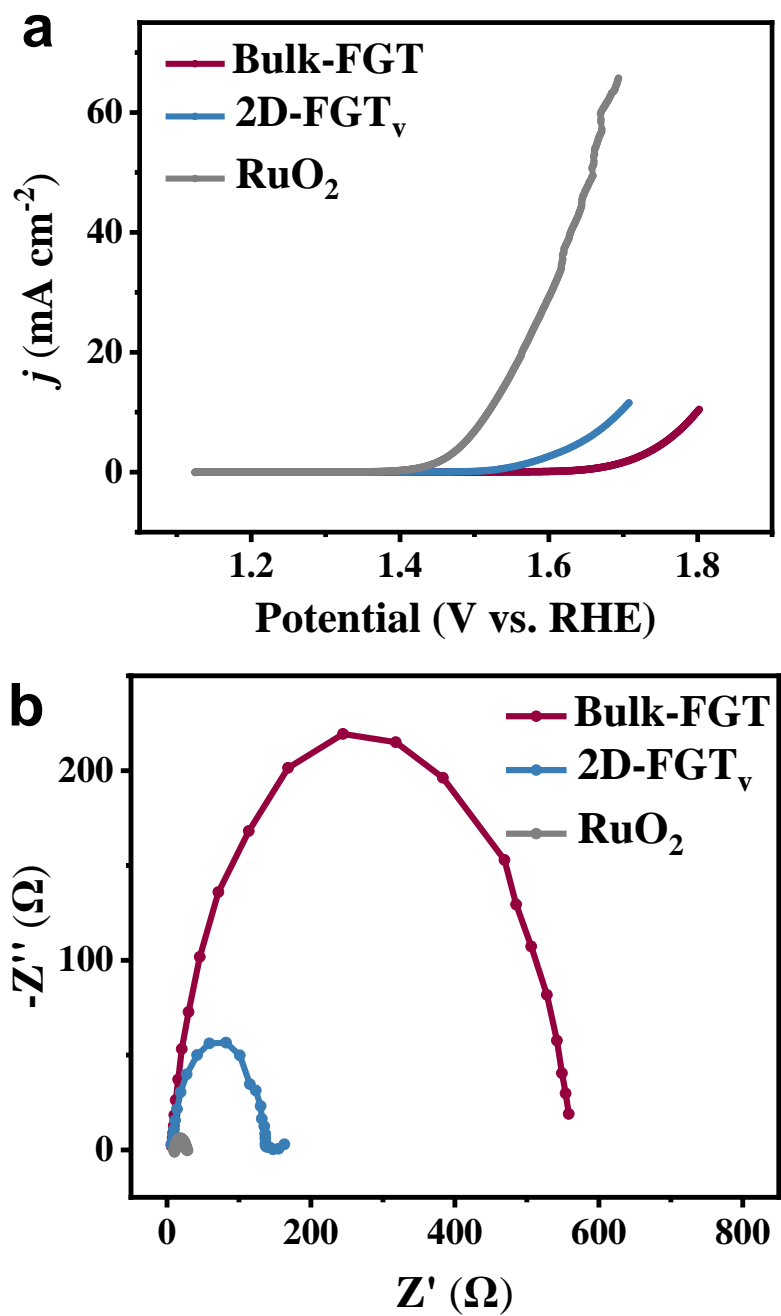 a
Bulk-FGT
2D-FGTᵥ
RuO₂
j (mA cm⁻²)
60
40
20
0
1.2 1.4 1.6 1.8
Potential (V vs. RHE)
b
Bulk-FGT
2D-FGTᵥ
RuO₂
-Z'' (Ω)
200
100
0
0 200 400 600 800
Z' (Ω)